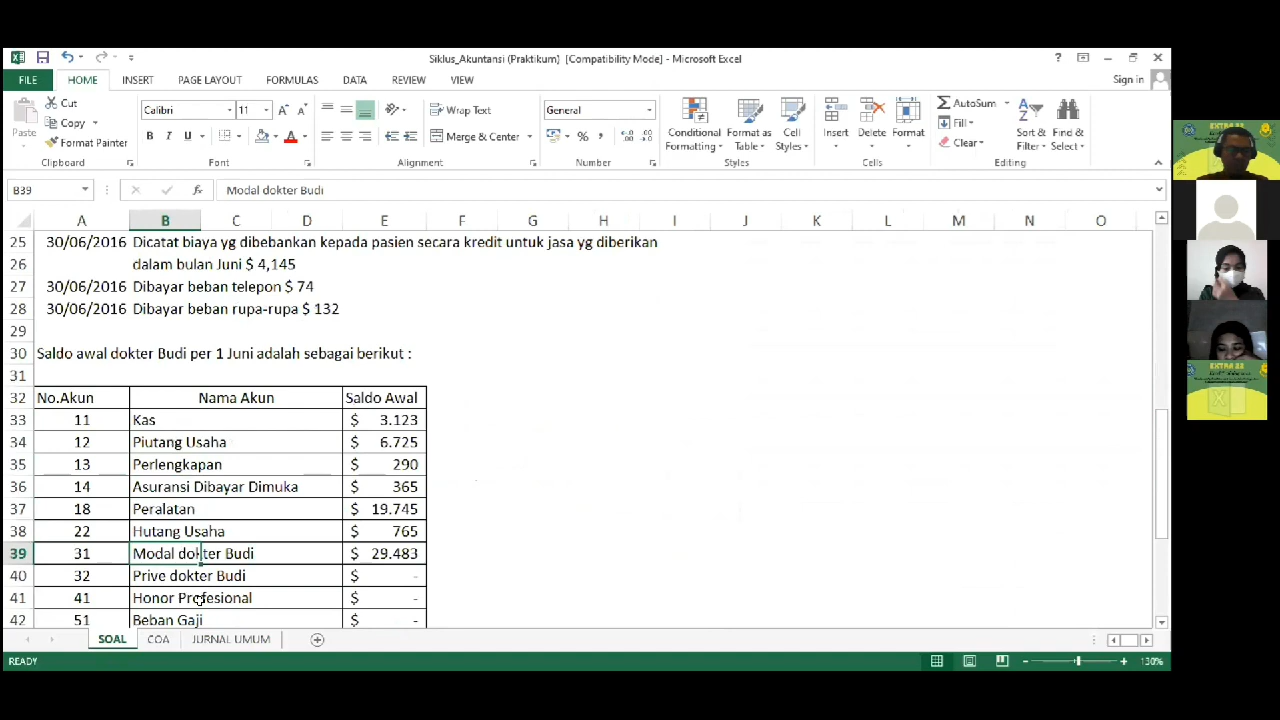 Siklus_Akuntansi (Praktikum) [Compatibility Mode] - Microsoft Excel
FILE HOME INSERT PAGE LAYOUT FORMULAS DATA REVIEW VIEW Sign in
Paste Cut Copy Format Painter
Calibri 11 B I U A
Wrap Text Merge & Center
General % ,
Conditional Formatting Format as Table Cell Styles
Insert Delete Format
AutoSum Fill Clear Sort & Filter Find & Select
Clipboard Font Alignment Number Styles Cells Editing
B39 fx Modal dokter Budi
A B C D E F G H I J K L M N O
25 30/06/2016 Dicatat biaya yg dibebankan kepada pasien secara kredit untuk jasa yg diberikan
26 dalam bulan Juni $ 4,145
27 30/06/2016 Dibayar beban telepon $ 74
28 30/06/2016 Dibayar beban rupa-rupa $ 132
29
30 Saldo awal dokter Budi per 1 Juni adalah sebagai berikut :
31
32 No.Akun Nama Akun Saldo Awal
33 11 Kas $ 3.123
34 12 Piutang Usaha $ 6.725
35 13 Perlengkapan $ 290
36 14 Asuransi Dibayar Dimuka $ 365
37 18 Peralatan $ 19.745
38 22 Hutang Usaha $ 765
39 31 Modal dokter Budi $ 29.483
40 32 Prive dokter Budi $ -
41 41 Honor Profesional $ -
42 51 Beban Gaji $ -
SOAL COA JURNAL UMUM
READY 130%